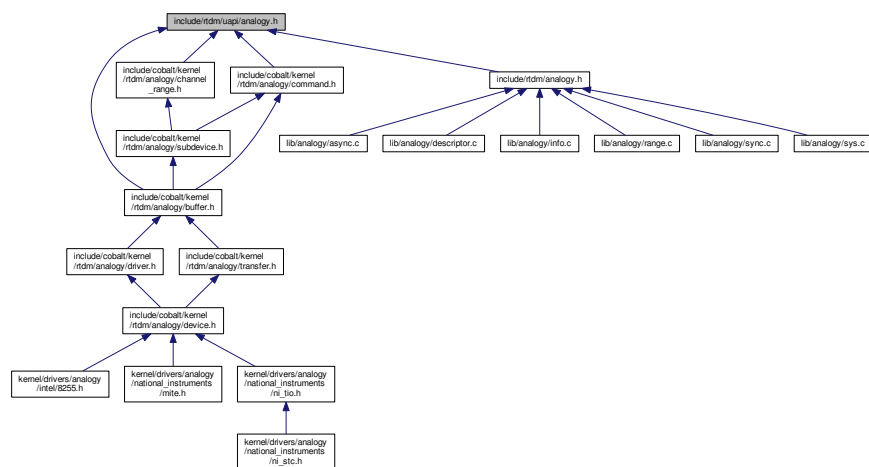 include/rtdm/uapi/analogy.h
include/cobalt/kernel
/rtdm/analogy/channel
_range.h
include/cobalt/kernel
/rtdm/analogy/command.h
include/rtdm/analogy.h
include/cobalt/kernel
/rtdm/analogy/subdevice.h
lib/analogy/async.c
lib/analogy/descriptor.c
lib/analogy/info.c
lib/analogy/range.c
lib/analogy/sync.c
lib/analogy/sys.c
include/cobalt/kernel
/rtdm/analogy/buffer.h
include/cobalt/kernel
/rtdm/analogy/driver.h
include/cobalt/kernel
/rtdm/analogy/transfer.h
include/cobalt/kernel
/rtdm/analogy/device.h
kernel/drivers/analogy
/intel/8255.h
kernel/drivers/analogy
/national_instruments
/mite.h
kernel/drivers/analogy
/national_instruments
/ni_tio.h
kernel/drivers/analogy
/national_instruments
/ni_stc.h